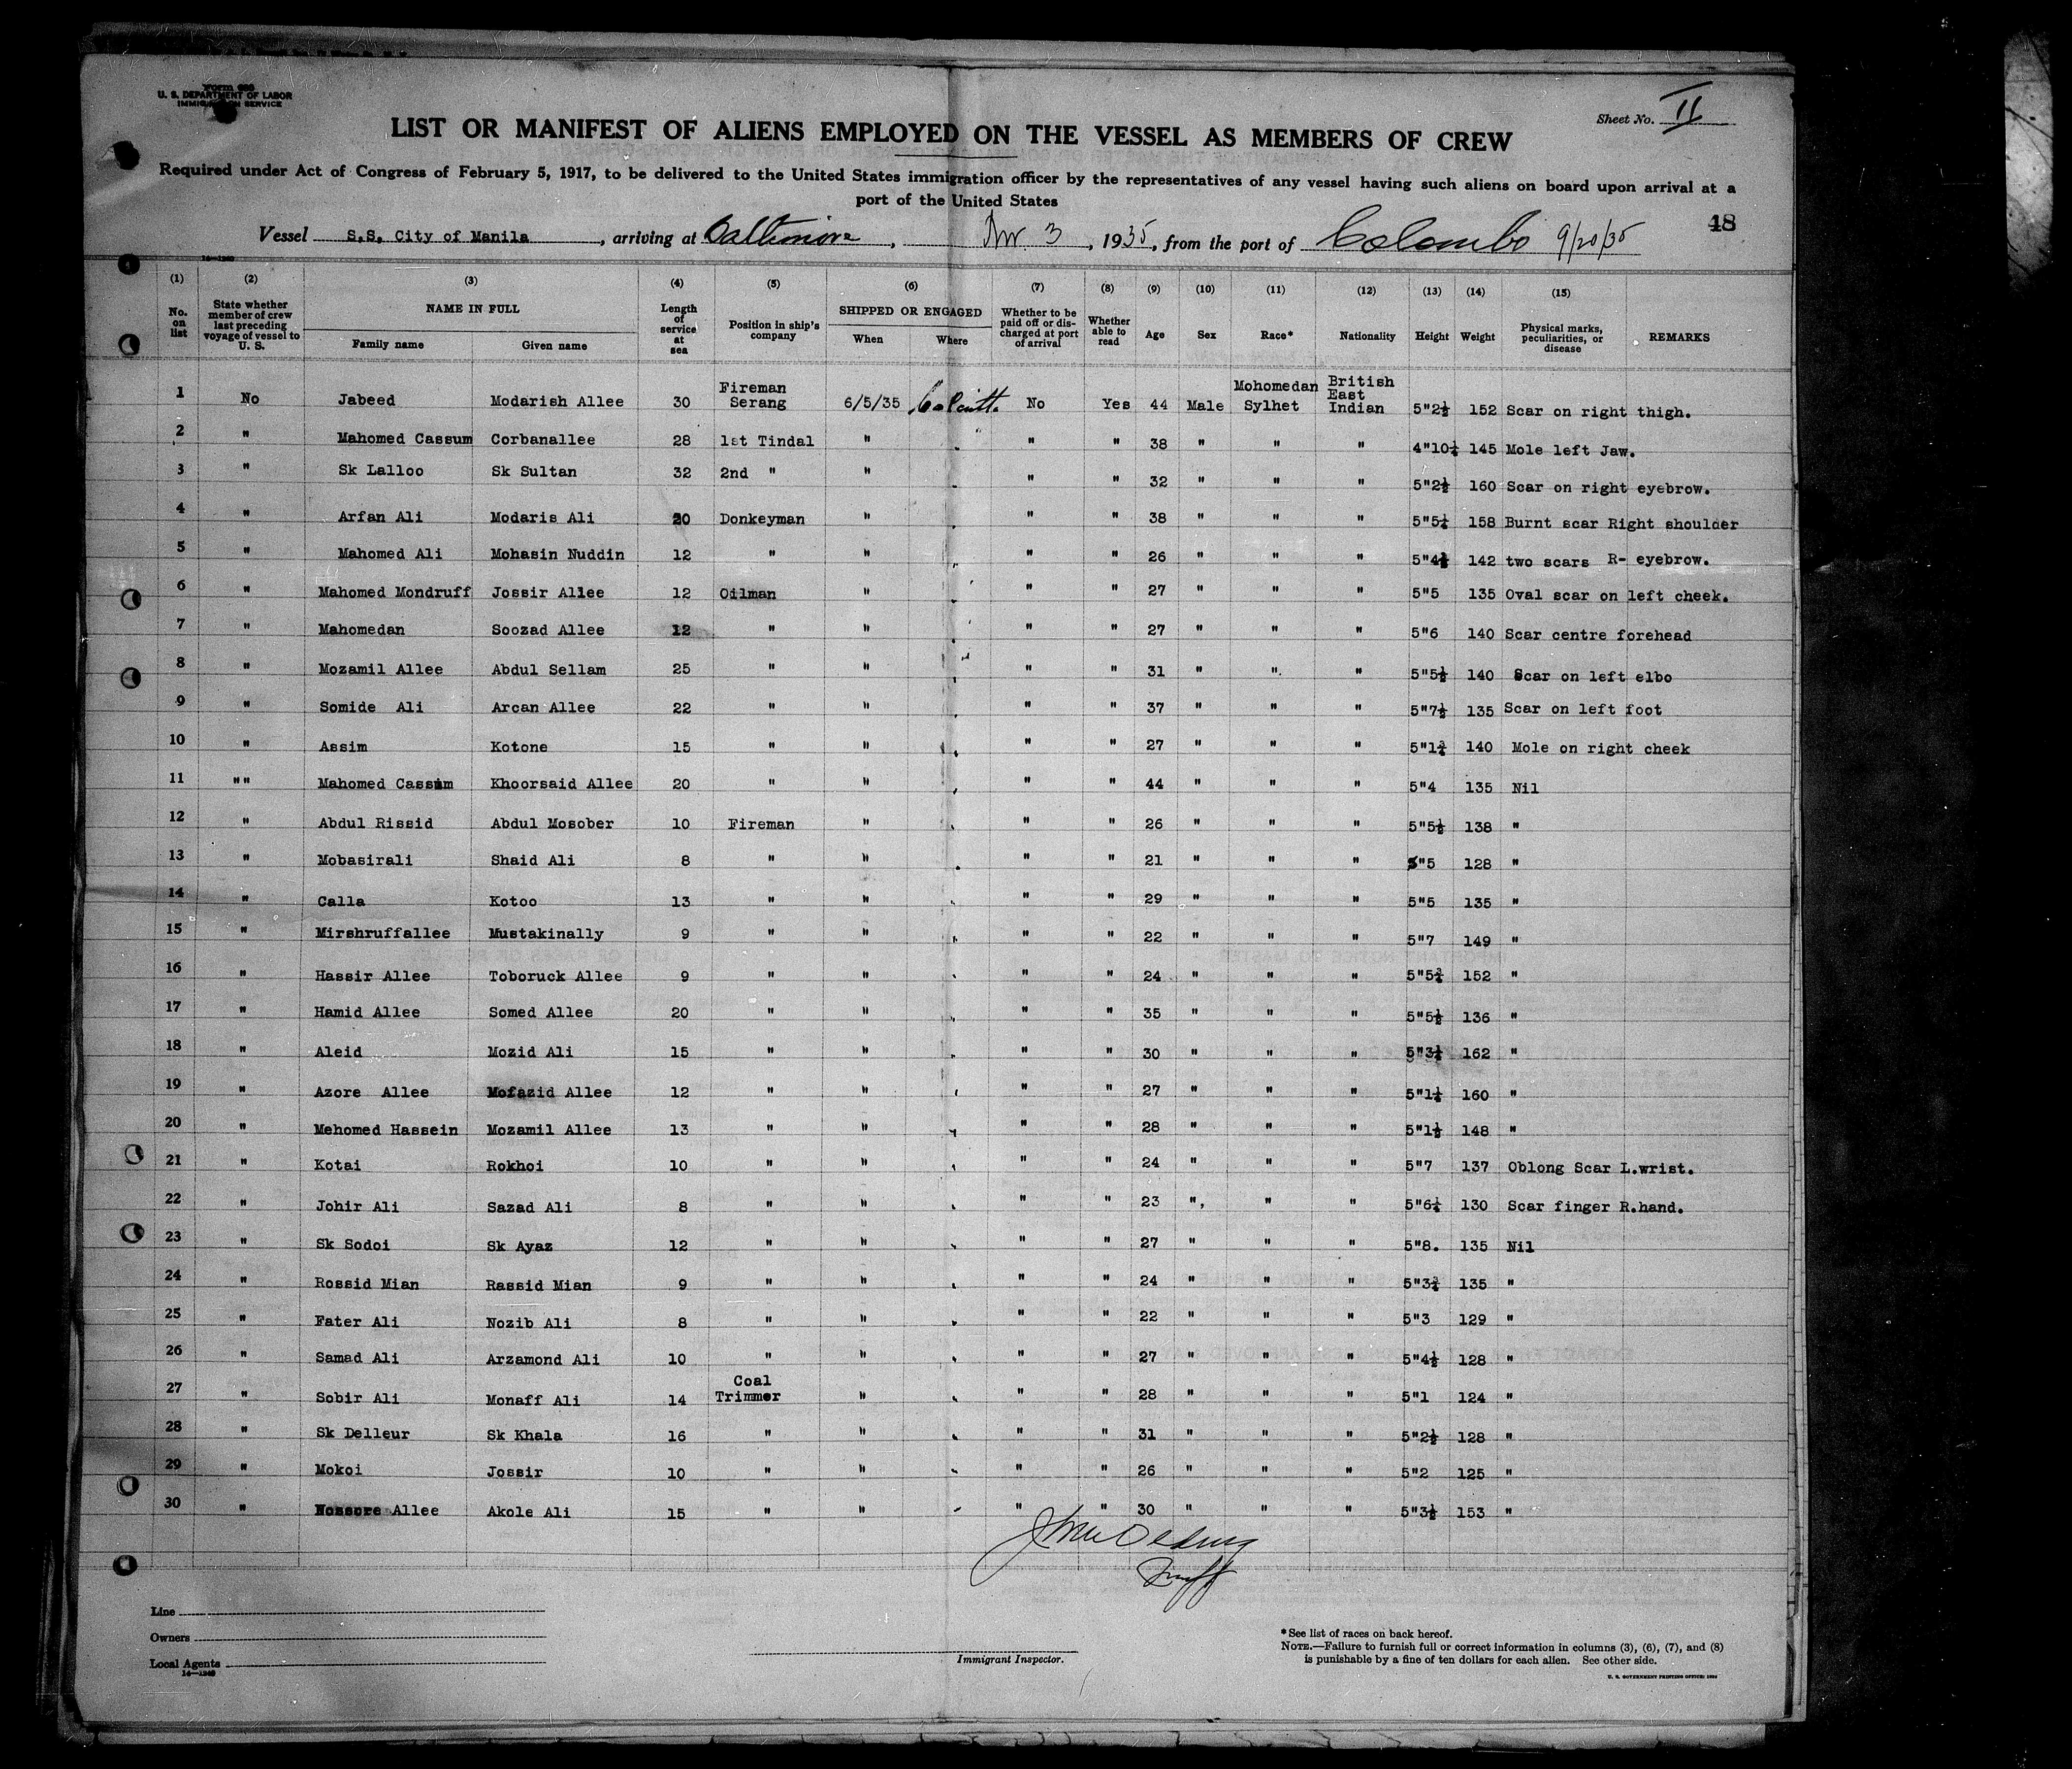 Form 680
U. S. DEPARTMENT OF LABOR
IMMIGRATION SERVICE
Sheet No. II
LIST OR MANIFEST OF ALIENS EMPLOYED ON THE VESSEL AS MEMBERS OF CREW
Required under Act of Congress of February 5, 1917, to be delivered to the United States immigration officer by the representatives of any vessel having such aliens on board upon arrival at a
port of the United States
48
Vessel S.S. City of Manila, arriving at Baltimore, Nov. 3, 1935, from the port of Colombo 9/20/35
14—1240
(1) (2) (3) (4) (5) (6) (7) (8) (9) (10) (11) (12) (13) (14) (15)
No. on list State whether member of crew last preceding voyage of vessel to U. S. NAME IN FULL Family name Given name Length of service at sea Position in ship's company SHIPPED OR ENGAGED When Where Whether to be paid off or discharged at port of arrival Whether able to read Age Sex Race* Nationality Height Weight Physical marks, peculiarities, or disease REMARKS
1 No Jabeed Modarish Allee 30 Fireman Serang 6/5/35 Calcutta No Yes 44 Male Mohomedan Sylhet British East Indian 5"2½ 152 Scar on right thigh.
2 " Mahomed Cassum Corbanallee 28 1st Tindal " " " " 38 " " " 4"10½ 145 Mole left Jaw.
3 " Sk Lalloo Sk Sultan 32 2nd " " " " " 32 " " " 5"2½ 160 Scar on right eyebrow.
4 " Arfan Ali Modaris Ali 20 Donkeyman " " " " 38 " " " 5"5¼ 158 Burnt scar Right shoulder
5 " Mahomed Ali Mohasin Nuddin 12 " " " " " 26 " " " 5"4¾ 142 two scars R- eyebrow.
6 " Mahomed Mondruff Jossir Allee 12 Oilman " " " " 27 " " " 5"5 135 Oval scar on left cheek.
7 " Mahomedan Soozad Allee 12 " " " " " 27 " " " 5"6 140 Scar centre forehead
8 " Mozamil Allee Abdul Sellam 25 " " " " " 31 " " " 5"5½ 140 Scar on left elbo
9 " Somide Ali Arcan Allee 22 " " " " " 37 " " " 5"7½ 135 Scar on left foot
10 " Assim Kotone 15 " " " " " 27 " " " 5"1¾ 140 Mole on right cheek
11 "" Mahomed Cassim Khoorsaid Allee 20 " " " " " 44 " " " 5"4 135 Nil
12 " Abdul Rissid Abdul Mosober 10 Fireman " " " " 26 " " " 5"5½ 138 "
13 " Mobasirali Shaid Ali 8 " " " " " 21 " " " 5"5 128 "
14 " Calla Kotoo 13 " " " " " 29 " " " 5"5 135 "
15 " Mirshruffallee Mustakinally 9 " " " " " 22 " " " 5"7 149 "
16 " Hassir Allee Toboruck Allee 9 " " " " " 24 " " " 5"5¾ 152 "
17 " Hamid Allee Somed Allee 20 " " " " " 35 " " " 5"5½ 136 "
18 " Aleid Mozid Ali 15 " " " " " 30 " " " 5"3½ 162 "
19 " Azore Allee Mofazid Allee 12 " " " " " 27 " " " 5"1¼ 160 "
20 " Mehomed Hassein Mozamil Allee 13 " " " " " 28 " " " 5"1½ 148 "
21 " Kotai Rokhoi 10 " " " " " 24 " " " 5"7 137 Oblong Scar L.wrist.
22 " Johir Ali Sazad Ali 8 " " " " " 23 ", " " 5"6¼ 130 Scar finger R.hand.
23 " Sk Sodoi Sk Ayaz 12 " " " " " 27 " " " 5"8. 135 Nil
24 " Rossid Mian Rassid Mian 9 " " " " " 24 " " " 5"3¾ 135 "
25 " Fater Ali Nozib Ali 8 " " " " " 22 " " " 5"3 129 "
26 " Samad Ali Arzamond Ali 10 " " " " " 27 " " " 5"4½ 128 "
27 " Sobir Ali Monaff Ali 14 Coal Trimmer " " " " 28 " " " 5"1 124 "
28 " Sk Delleur Sk Khala 16 " " " " " 31 " " " 5"2½ 128 "
29 " Mokoi Jossir 10 " " " " " 26 " " " 5"2 125 "
30 " Nossore Allee Akole Ali 15 " " " " " 30 " " " 5"3½ 153 "
Line
Owners
Local Agents
14—1240
Immigrant Inspector.
*See list of races on back hereof.
NOTE.—Failure to furnish full or correct information in columns (3), (6), (7), and (8)
is punishable by a fine of ten dollars for each alien. See other side.
U. S. GOVERNMENT PRINTING OFFICE: 1934